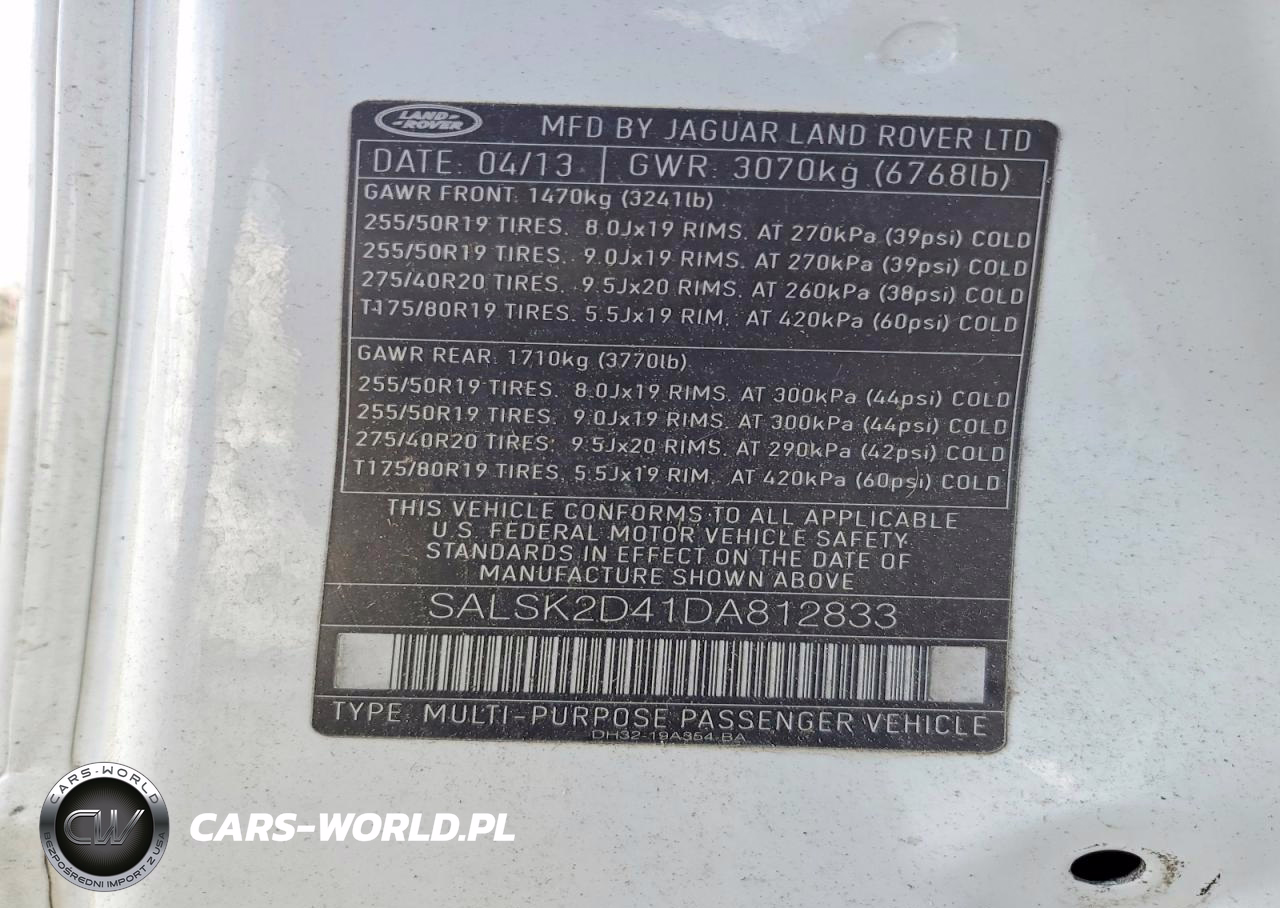 LAND ROVER
MFD BY JAGUAR LAND ROVER LTD
DATE: 04/13 GWR: 3070kg (6768lb)
GAWR FRONT: 1470kg (3241lb)
255/50R19 TIRES. 8.0Jx19 RIMS. AT 270kPa (39psi) COLD
255/50R19 TIRES. 9.0Jx19 RIMS. AT 270kPa (39psi) COLD
275/40R20 TIRES. 9.5Jx20 RIMS. AT 260kPa (38psi) COLD
T175/80R19 TIRES. 5.5Jx19 RIM. AT 420kPa (60psi) COLD
GAWR REAR: 1710kg (3770lb)
255/50R19 TIRES. 8.0Jx19 RIMS. AT 300kPa (44psi) COLD
255/50R19 TIRES. 9.0Jx19 RIMS. AT 300kPa (44psi) COLD
275/40R20 TIRES. 9.5Jx20 RIMS. AT 290kPa (42psi) COLD
T175/80R19 TIRES. 5.5Jx19 RIM. AT 420kPa (60psi) COLD
THIS VEHICLE CONFORMS TO ALL APPLICABLE
U.S. FEDERAL MOTOR VEHICLE SAFETY
STANDARDS IN EFFECT ON THE DATE OF
MANUFACTURE SHOWN ABOVE
SALSK2D41DA812833
TYPE: MULTI-PURPOSE PASSENGER VEHICLE
DH32-19A354-BA
CARS-WORLD
CW
BEZPOŚREDNI IMPORT Z USA
CARS-WORLD.PL